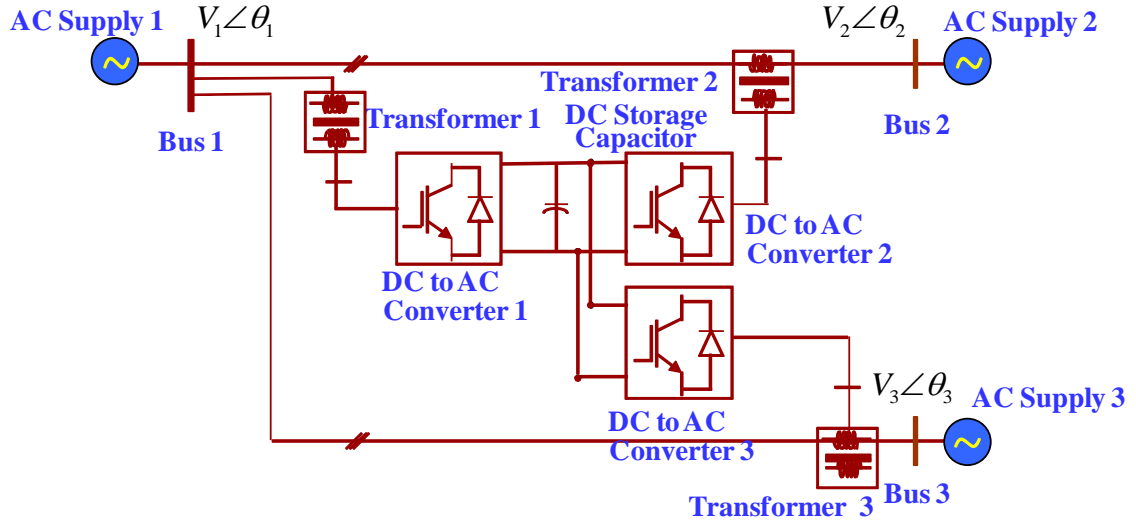 AC Supply 1
V₁∠θ₁
V₂∠θ₂
AC Supply 2
Transformer 2
Transformer 1
DC Storage
Capacitor
Bus 1
Bus 2
DC to AC
Converter 2
DC to AC
Converter 1
V₃∠θ₃
AC Supply 3
DC to AC
Converter 3
Bus 3
Transformer 3